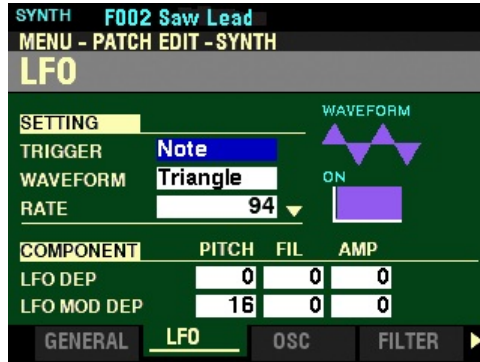 SYNTH F002 Saw Lead
MENU - PATCH EDIT - SYNTH
LFO
SETTING
WAVEFORM
TRIGGER Note
WAVEFORM Triangle
ON
RATE 94
COMPONENT PITCH FIL AMP
LFO DEP 0 0 0
LFO MOD DEP 16 0 0
GENERAL LFO OSC FILTER